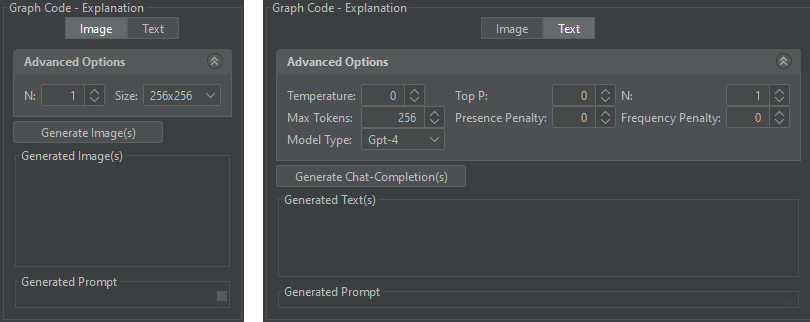 Graph Code - Explanation
Image Text
Advanced Options
N: 1 Size: 256x256
Generate Image(s)
Generated Image(s)
Generated Prompt
Graph Code - Explanation
Image Text
Advanced Options
Temperature: 0 Top P: 0 N: 1
Max Tokens: 256 Presence Penalty: 0 Frequency Penalty: 0
Model Type: Gpt-4
Generate Chat-Completion(s)
Generated Text(s)
Generated Prompt